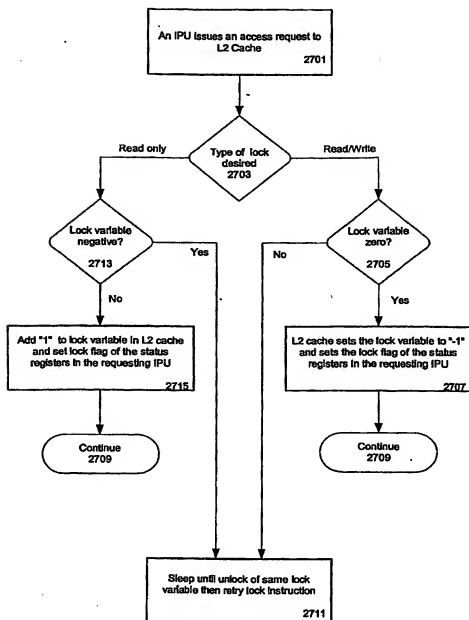 An IPU issues an access request to
L2 Cache
2701
Type of lock
desired
2703
Read only
Read/Write
Lock variable
negative?
2713
Yes
No
Lock variable
zero?
2705
No
Yes
Add "1" to lock variable in L2 cache
and set lock flag of the status
registers in the requesting IPU
2715
L2 cache sets the lock variable to "-1"
and sets the lock flag of the status
registers in the requesting IPU
2707
Continue
2709
Continue
2709
Sleep until unlock of same lock
variable then retry lock instruction
2711